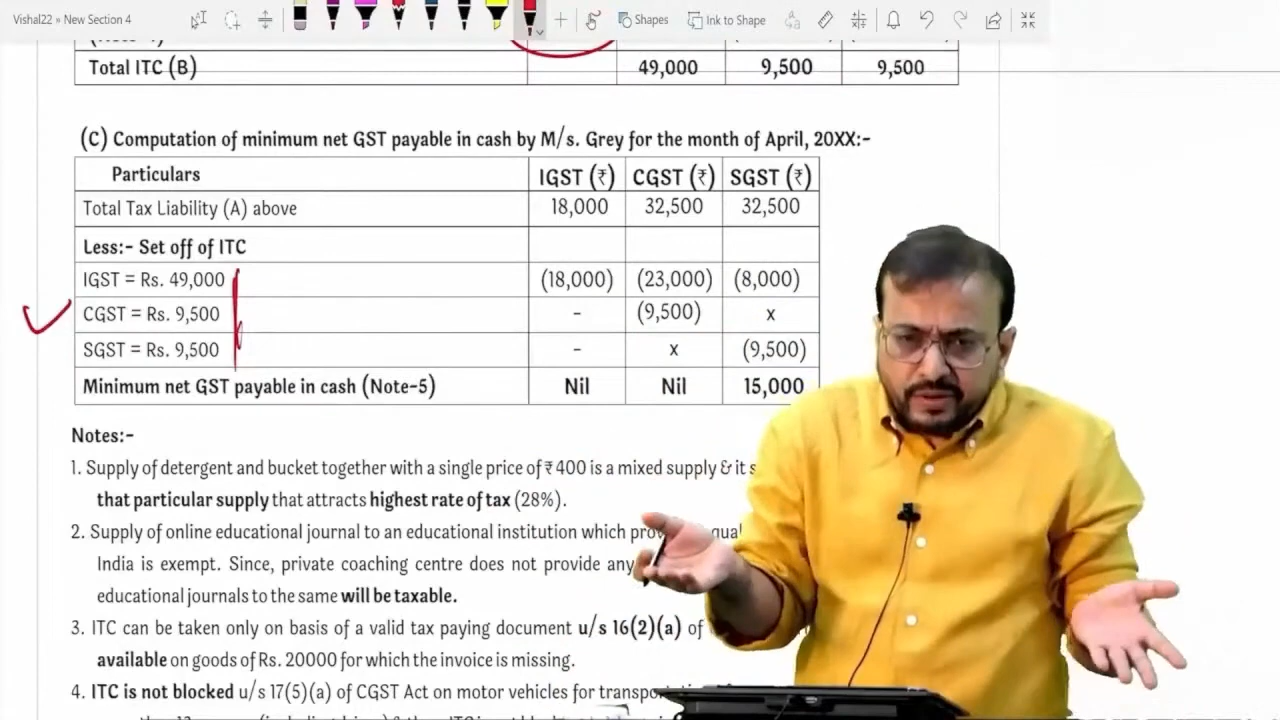 Vishal22 » New Section 4
Shapes
Ink to Shape
Total ITC (B) 49,000 9,500 9,500
(C) Computation of minimum net GST payable in cash by M/s. Grey for the month of April, 20XX:-
Particulars IGST (₹) CGST (₹) SGST (₹)
Total Tax Liability (A) above 18,000 32,500 32,500
Less:- Set off of ITC
IGST = Rs. 49,000 (18,000) (23,000) (8,000)
CGST = Rs. 9,500 - (9,500) x
SGST = Rs. 9,500 - x (9,500)
Minimum net GST payable in cash (Note-5) Nil Nil 15,000
Notes:-
1. Supply of detergent and bucket together with a single price of ₹400 is a mixed supply & it
that particular supply that attracts highest rate of tax (28%).
2. Supply of online educational journal to an educational institution which
India is exempt. Since, private coaching centre does not provide any
educational journals to the same will be taxable.
3. ITC can be taken only on basis of a valid tax paying document u/s 16(2)(a) of
available on goods of Rs. 20000 for which the invoice is missing.
4. ITC is not blocked u/s 17(5)(a) of CGST Act on motor vehicles for